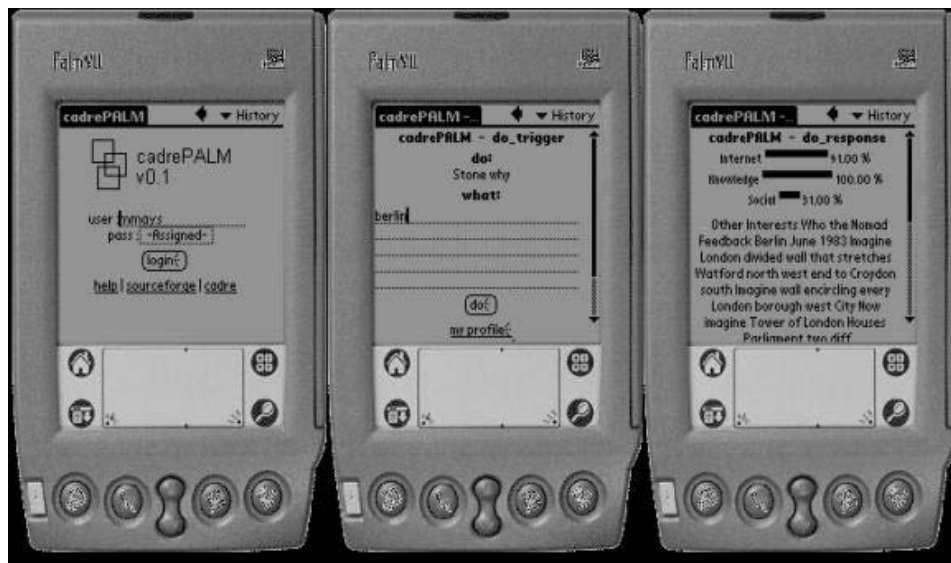 PalmVII
cadrePALM
History
cadrePALM
v0.1
user mmays
pass -Assigned-
login
help | sourceforge | cadre
PalmVII
cadrePALM -...
History
cadrePALM - do_trigger
do:
Stone why
what:
berlin
do
my profile
PalmVII
cadrePALM -...
History
cadrePALM - do_response
Internet 91.00 %
Knowledge 100.00 %
Social 31.00 %
Other Interests Who the Nomad
Feedback Berlin June 1983 Imagine
London divided wall that stretches
Watford north west end to Croydon
south Imagine wall encircling every
London borough west City Now
imagine Tower of London Houses
Parliament two diff